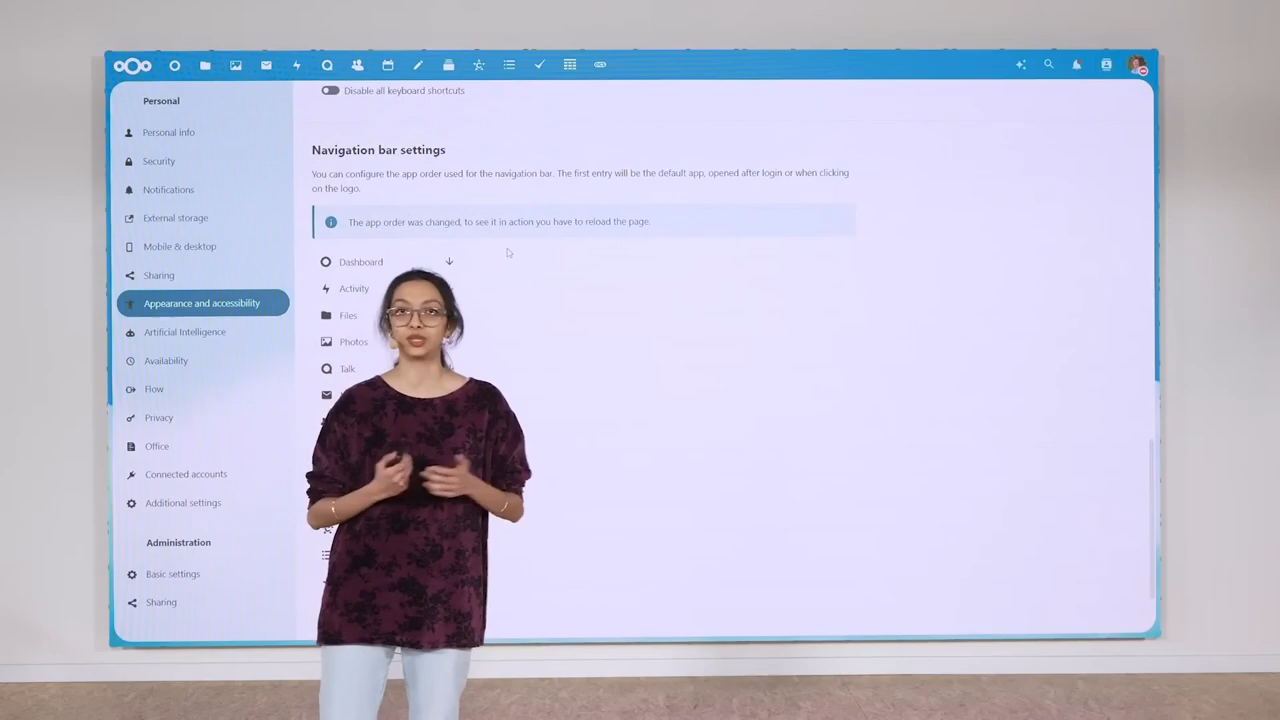 Personal
Personal info
Security
Notifications
External storage
Mobile & desktop
Sharing
Appearance and accessibility
Artificial Intelligence
Availability
Flow
Privacy
Office
Connected accounts
Additional settings
Administration
Basic settings
Sharing
Disable all keyboard shortcuts
Navigation bar settings
You can configure the app order used for the navigation bar. The first entry will be the default app, opened after login or when clicking
on the logo.
The app order was changed, to see it in action you have to reload the page.
Dashboard
Activity
Files
Photos
Talk